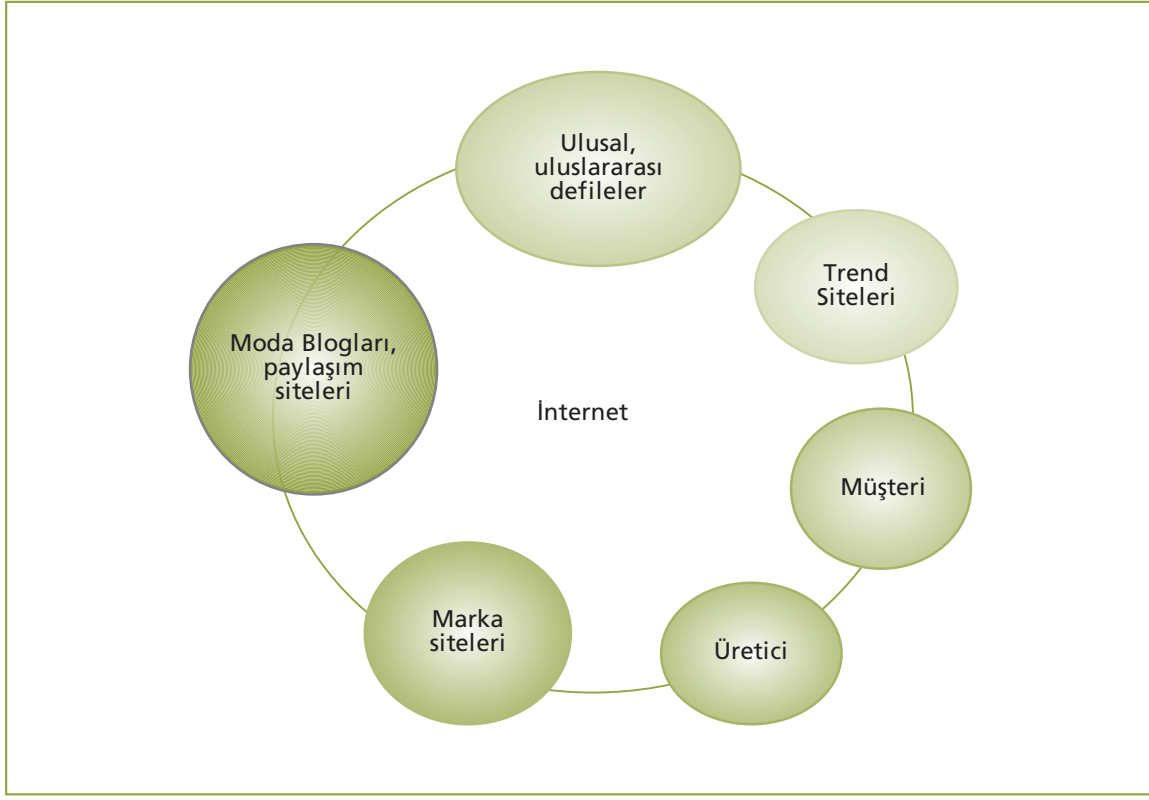 Ulusal,
uluslararası
defileler
Trend
Siteleri
Moda Blogları,
paylaşım
siteleri
İnternet
Müşteri
Marka
siteleri
Üretici